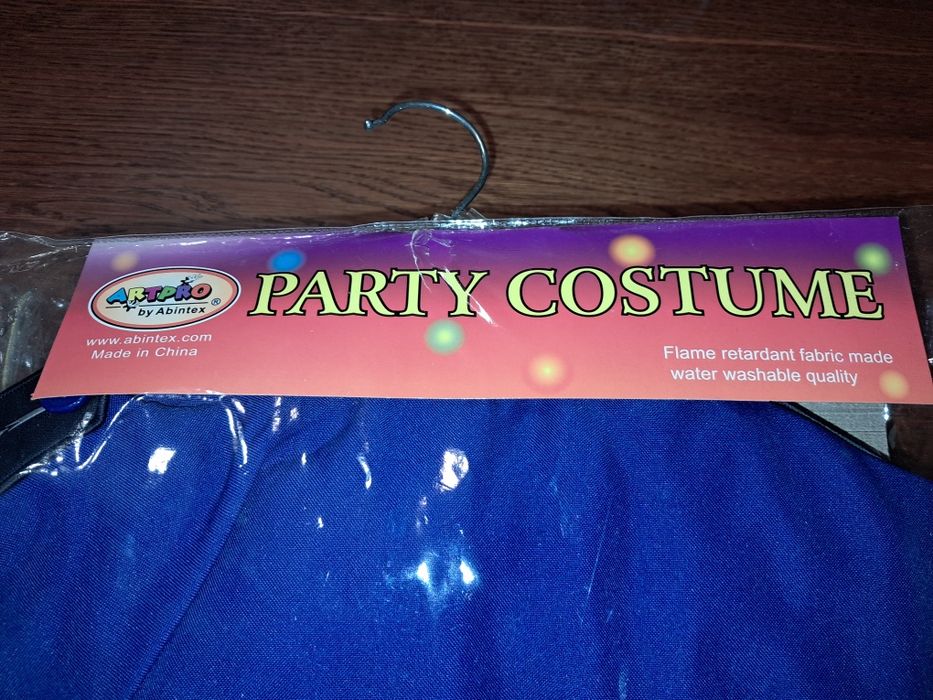 ARTPRO
by Abintex ®
www.abintex.com
Made in China
PARTY COSTUME
Flame retardant fabric made
water washable quality